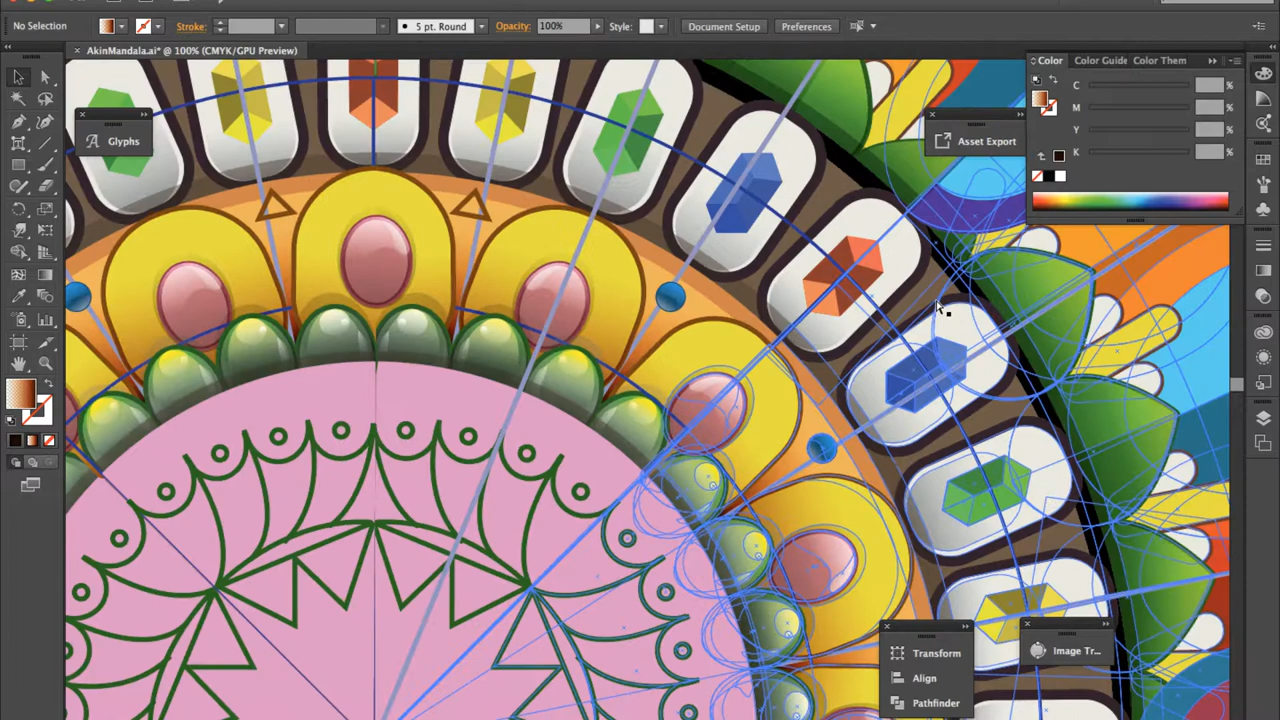 No Selection
Stroke:
5 pt. Round
Opacity:
100%
Style:
Document Setup
Preferences
AkinMandala.ai* @ 100% (CMYK/GPU Preview)
Color
Color Guide
Color Them
C
%
M
%
Y
%
K
%
Glyphs
Asset Export
Transform
Align
Pathfinder
Image Tr...